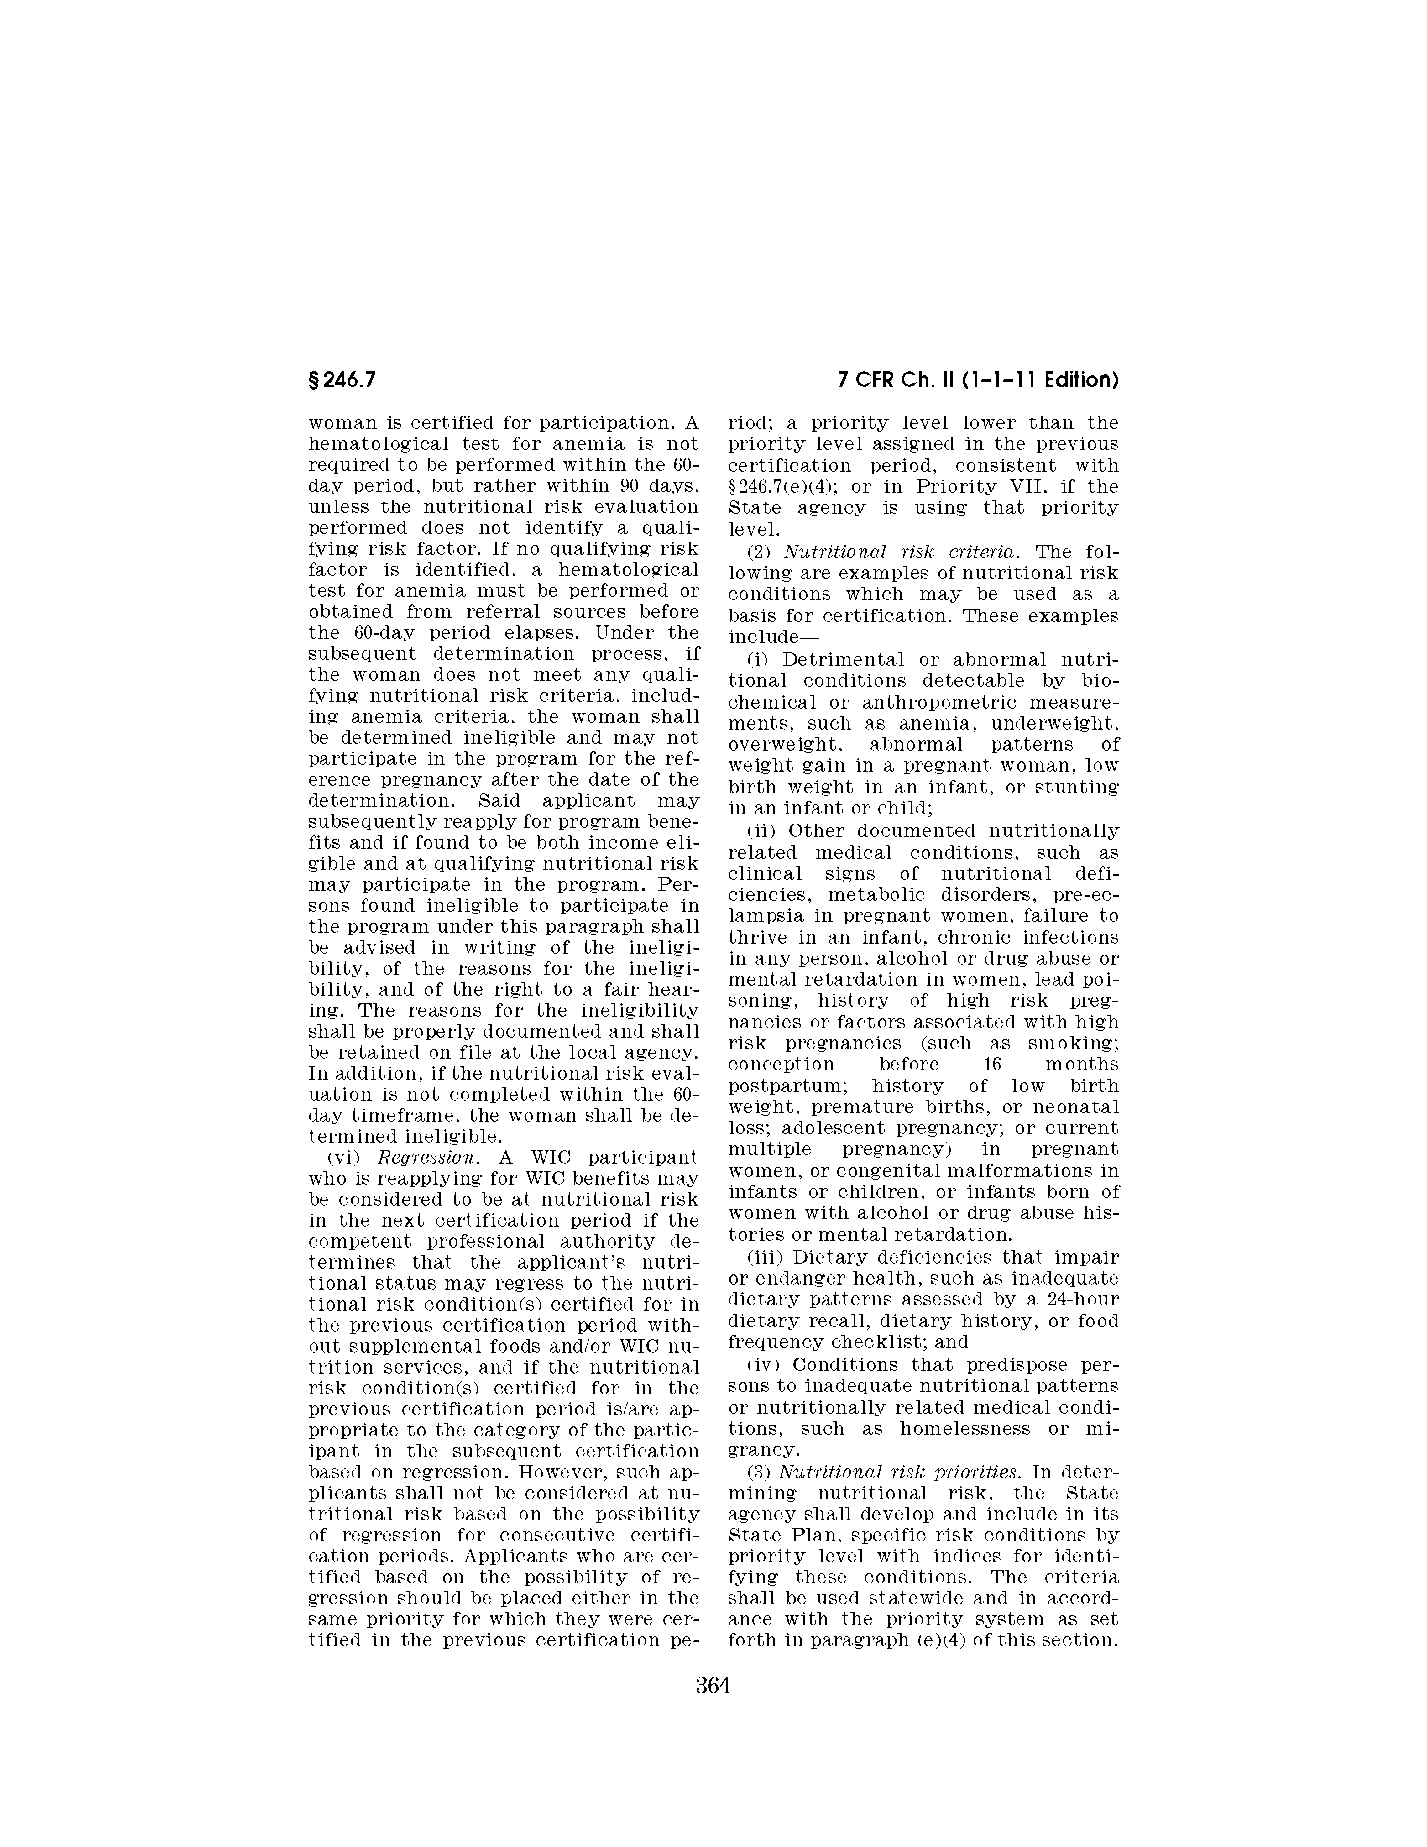 § 246.7
7 CFR Ch. II (1–1–11 Edition)
woman is certified for participation. A
hematological test for anemia is not
required to be performed within the 60-
day period, but rather within 90 days,
unless the nutritional risk evaluation
performed does not identify a quali-
fying risk factor. If no qualifying risk
factor is identified, a hematological
test for anemia must be performed or
obtained from referral sources before
the 60-day period elapses. Under the
subsequent determination process, if
the woman does not meet any quali-
fying nutritional risk criteria, includ-
ing anemia criteria, the woman shall
be determined ineligible and may not
participate in the program for the ref-
erence pregnancy after the date of the
determination. Said applicant may
subsequently reapply for program bene-
fits and if found to be both income eli-
gible and at qualifying nutritional risk
may participate in the program. Per-
sons found ineligible to participate in
the program under this paragraph shall
be advised in writing of the ineligi-
bility, of the reasons for the ineligi-
bility, and of the right to a fair hear-
ing. The reasons for the ineligibility
shall be properly documented and shall
be retained on file at the local agency.
In addition, if the nutritional risk eval-
uation is not completed within the 60-
day timeframe, the woman shall be de-
termined ineligible.
(vi) Regression. A WIC participant
who is reapplying for WIC benefits may
be considered to be at nutritional risk
in the next certification period if the
competent professional authority de-
termines that the applicant's nutri-
tional status may regress to the nutri-
tional risk condition(s) certified for in
the previous certification period with-
out supplemental foods and/or WIC nu-
trition services, and if the nutritional
risk condition(s) certified for in the
previous certification period is/are ap-
propriate to the category of the partic-
ipant in the subsequent certification
based on regression. However, such ap-
plicants shall not be considered at nu-
tritional risk based on the possibility
of regression for consecutive certifi-
cation periods. Applicants who are cer-
tified based on the possibility of re-
gression should be placed either in the
same priority for which they were cer-
tified in the previous certification pe-
riod; a priority level lower than the
priority level assigned in the previous
certification period, consistent with
§ 246.7(e)(4); or in Priority VII, if the
State agency is using that priority
level.
(2) Nutritional risk criteria. The fol-
lowing are examples of nutritional risk
conditions which may be used as a
basis for certification. These examples
include—
(i) Detrimental or abnormal nutri-
tional conditions detectable by bio-
chemical or anthropometric measure-
ments, such as anemia, underweight,
overweight, abnormal patterns of
weight gain in a pregnant woman, low
birth weight in an infant, or stunting
in an infant or child;
(ii) Other documented nutritionally
related medical conditions, such as
clinical signs of nutritional defi-
ciencies, metabolic disorders, pre-ec-
lampsia in pregnant women, failure to
thrive in an infant, chronic infections
in any person, alcohol or drug abuse or
mental retardation in women, lead poi-
soning, history of high risk preg-
nancies or factors associated with high
risk pregnancies (such as smoking;
conception before 16 months
postpartum; history of low birth
weight, premature births, or neonatal
loss; adolescent pregnancy; or current
multiple pregnancy) in pregnant
women, or congenital malformations in
infants or children, or infants born of
women with alcohol or drug abuse his-
tories or mental retardation.
(iii) Dietary deficiencies that impair
or endanger health, such as inadequate
dietary patterns assessed by a 24-hour
dietary recall, dietary history, or food
frequency checklist; and
(iv) Conditions that predispose per-
sons to inadequate nutritional patterns
or nutritionally related medical condi-
tions, such as homelessness or mi-
grancy.
(3) Nutritional risk priorities. In deter-
mining nutritional risk, the State
agency shall develop and include in its
State Plan, specific risk conditions by
priority level with indices for identi-
fying these conditions. The criteria
shall be used statewide and in accord-
ance with the priority system as set
forth in paragraph (e)(4) of this section.
364